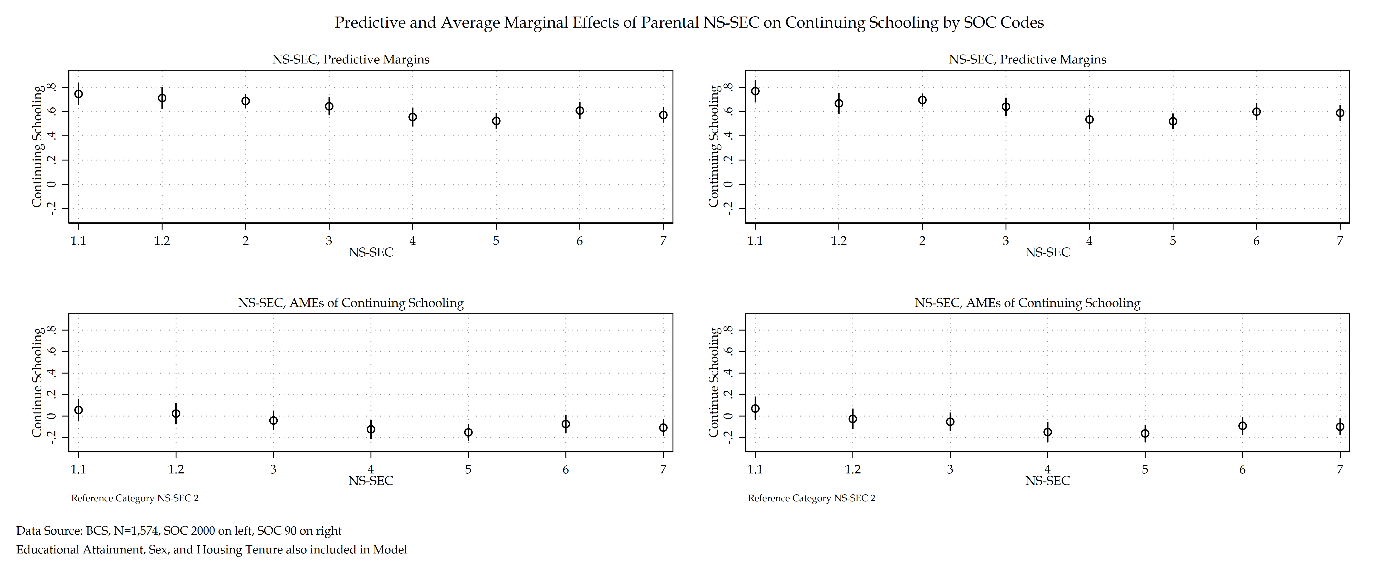 Predictive and Average Marginal Effects of Parental NS-SEC on Continuing Schooling by SOC Codes
NS-SEC, Predictive Margins
Continuing Schooling
.8
.6
.4
.2
0
-.2
1.1 1.2 2 3 4 5 6 7
NS-SEC
NS-SEC, Predictive Margins
Continuing Schooling
.8
.6
.4
.2
0
-.2
1.1 1.2 2 3 4 5 6 7
NS-SEC
NS-SEC, AMEs of Continuing Schooling
Continue Schooling
.8
.6
.4
.2
0
-.2
1.1 1.2 3 4 5 6 7
NS-SEC
Reference Category NS-SEC 2
NS-SEC, AMEs of Continuing Schooling
Continue Schooling
.8
.6
.4
.2
0
-.2
1.1 1.2 3 4 5 6 7
NS-SEC
Reference Category NS-SEC 2
Data Source: BCS, N=1,574, SOC 2000 on left, SOC 90 on right
Educational Attainment, Sex, and Housing Tenure also included in Model